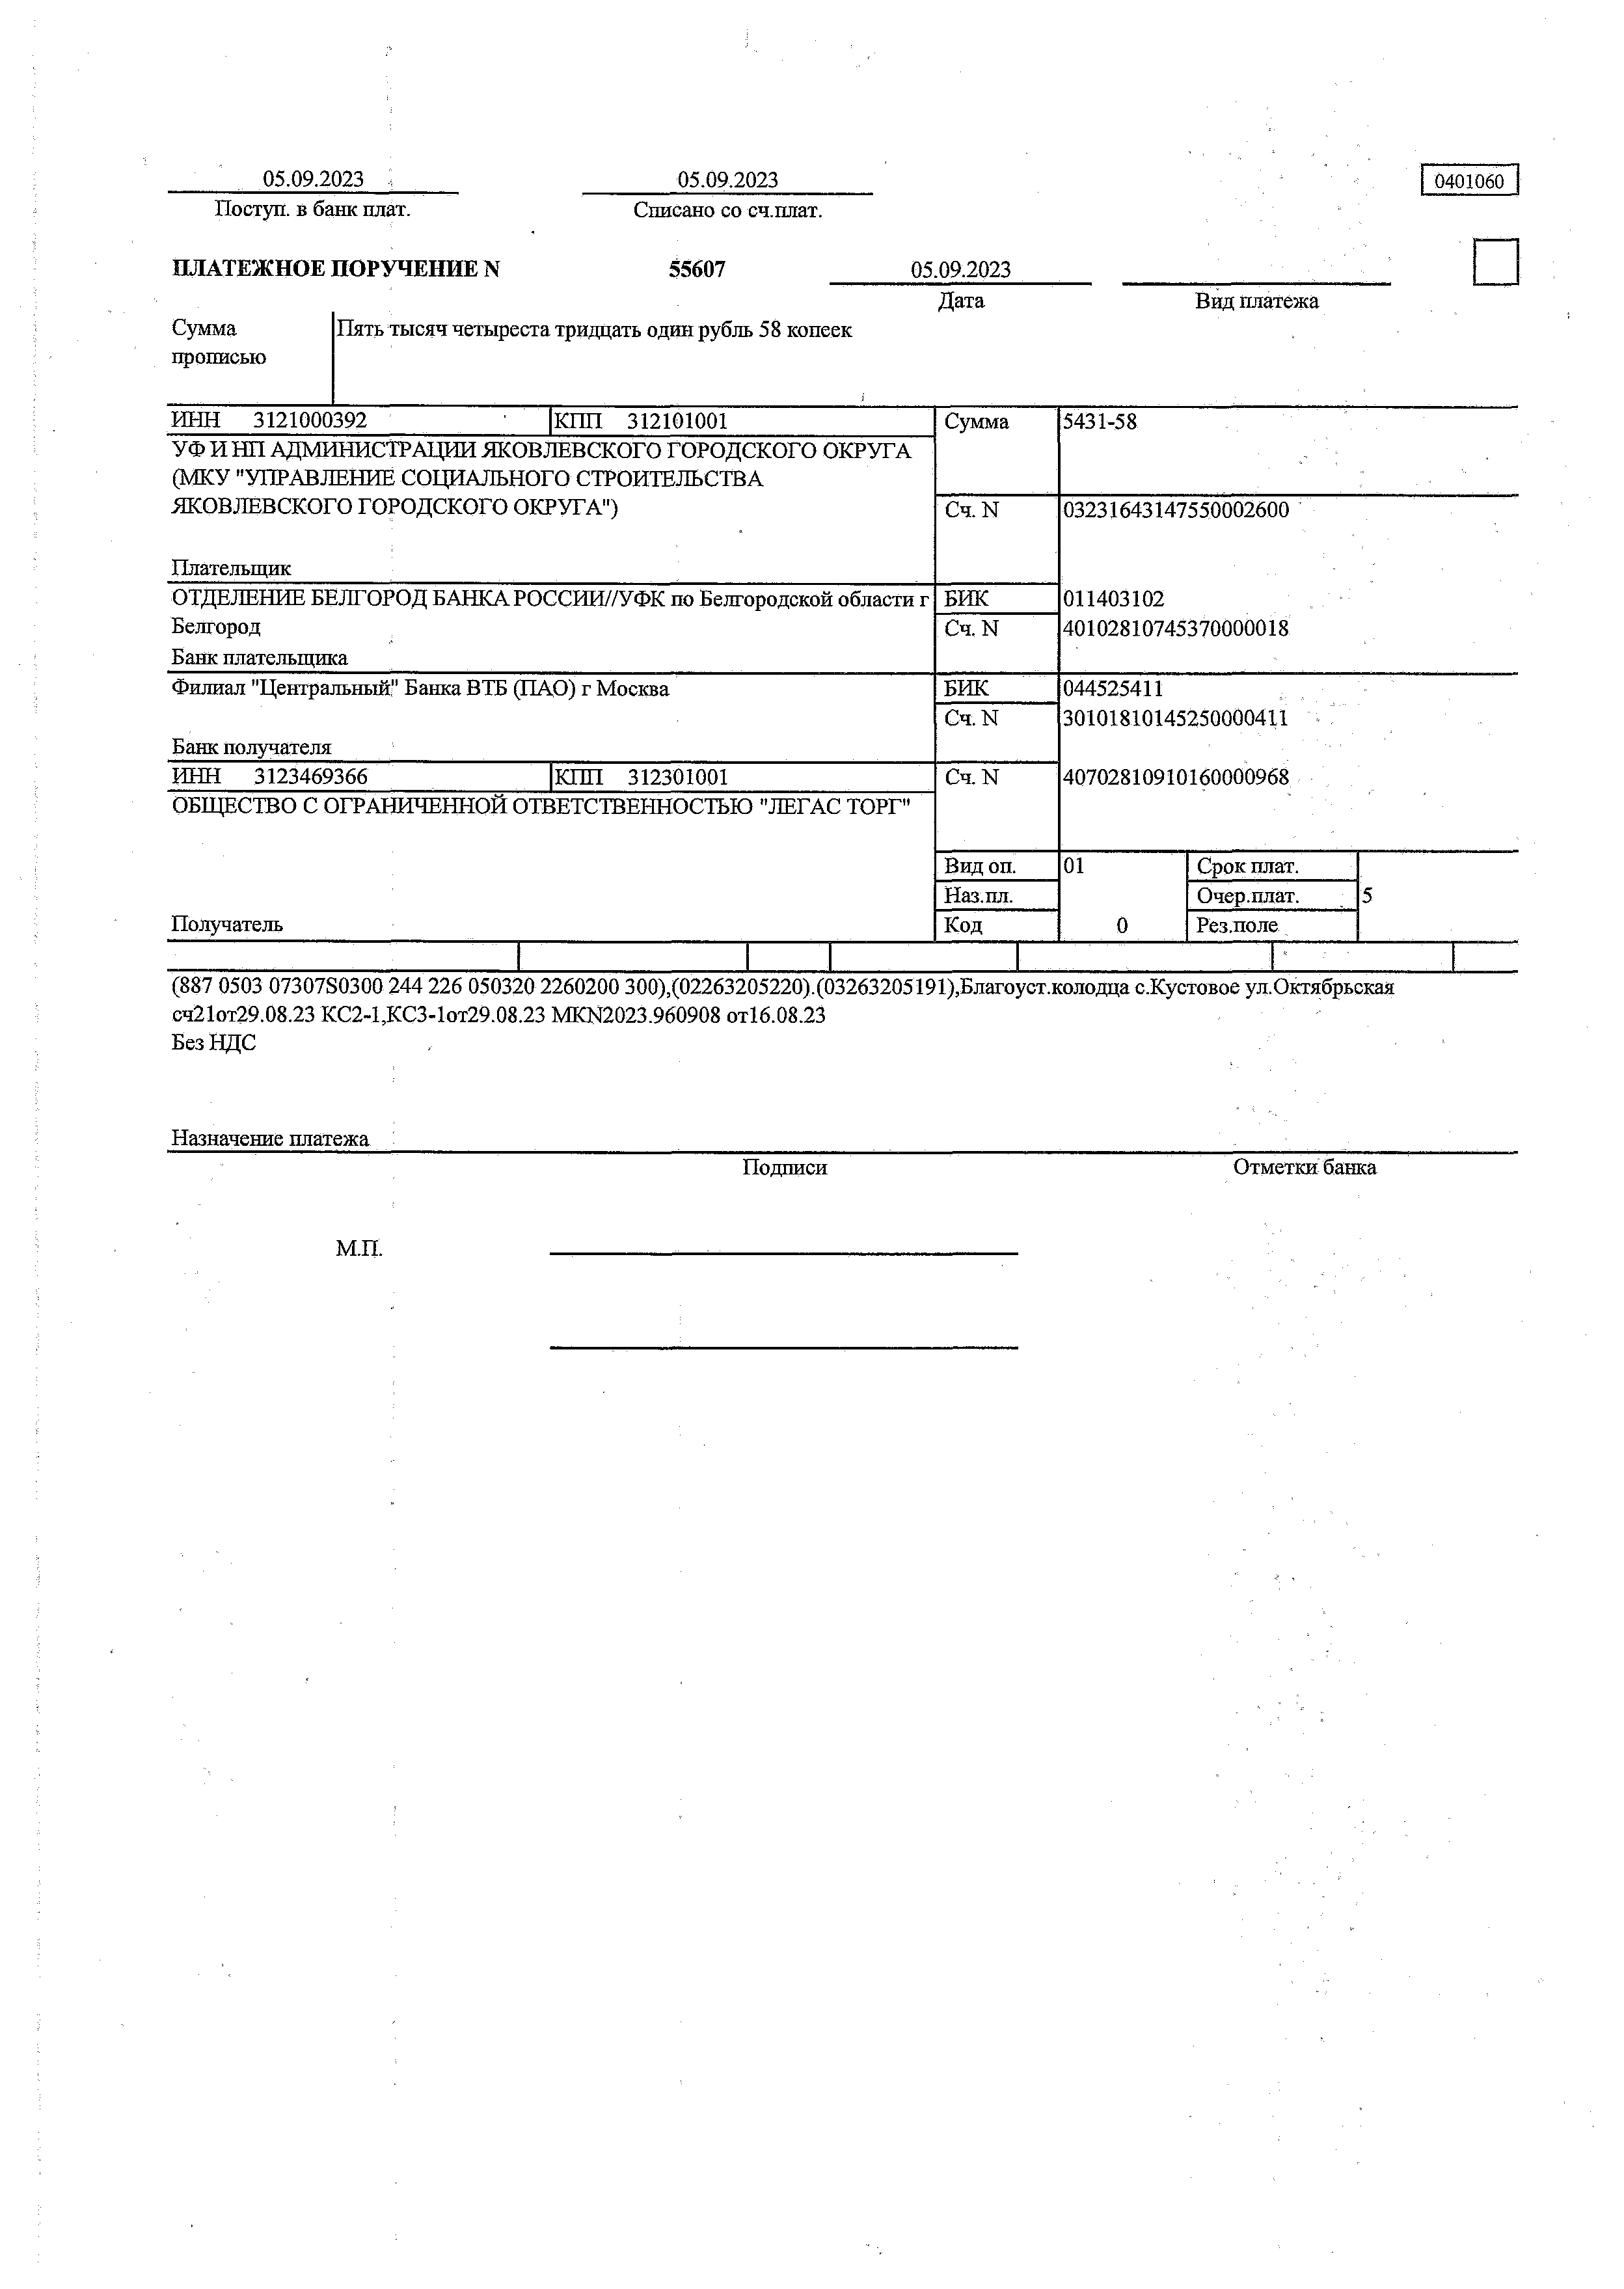 05.09.2023 05.09.2023 0401060
Поступ. в банк плат. Списано со сч.плат.
ПЛАТЕЖНОЕ ПОРУЧЕНИЕ N 55607 05.09.2023
Дата Вид платежа
Сумма прописью Пять тысяч четыреста тридцать один рубль 58 копеек
ИНН 3121000392 КПП 312101001 Сумма 5431-58
УФ И НП АДМИНИСТРАЦИИ ЯКОВЛЕВСКОГО ГОРОДСКОГО ОКРУГА
(МКУ "УПРАВЛЕНИЕ СОЦИАЛЬНОГО СТРОИТЕЛЬСТВА
ЯКОВЛЕВСКОГО ГОРОДСКОГО ОКРУГА") Сч. N 03231643147550002600
Плательщик
ОТДЕЛЕНИЕ БЕЛГОРОД БАНКА РОССИИ//УФК по Белгородской области г БИК 011403102
Белгород Сч. N 40102810745370000018
Банк плательщика
Филиал "Центральный" Банка ВТБ (ПАО) г Москва БИК 044525411
Сч. N 30101810145250000411
Банк получателя
ИНН 3123469366 КПП 312301001 Сч. N 40702810910160000968
ОБЩЕСТВО С ОГРАНИЧЕННОЙ ОТВЕТСТВЕННОСТЬЮ "ЛЕГАС ТОРГ"
Вид оп. 01 Срок плат.
Наз.пл. Очер.плат. 5
Получатель Код 0 Рез.поле
(887 0503 07307S0300 244 226 050320 2260200 300),(02263205220).(03263205191),Благоуст.колодца с.Кустовое ул.Октябрьская
сч21от29.08.23 КС2-1,КС3-1от29.08.23 МКN2023.960908 от16.08.23
Без НДС
Назначение платежа
Подписи Отметки банка
М.П.